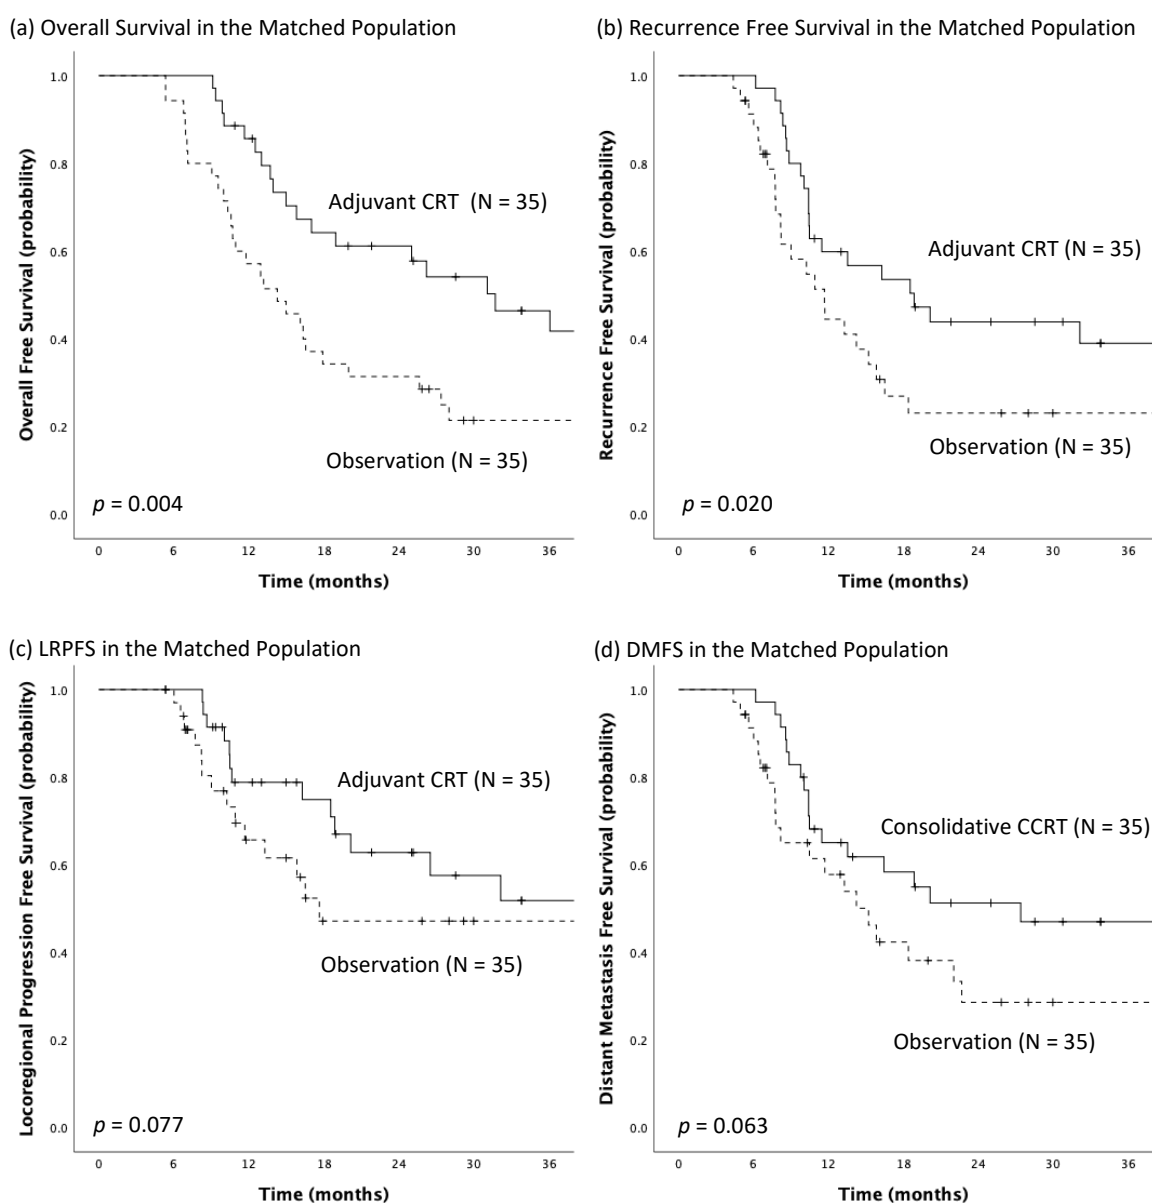 (a) Overall Survival in the Matched Population
Overall Free Survival (probability)
1.0
0.8
0.6
0.4
0.2
0.0
Adjuvant CRT (N = 35)
Observation (N = 35)
p = 0.004
0 6 12 18 24 30 36
Time (months)
(b) Recurrence Free Survival in the Matched Population
Recurrence Free Survival (probability)
1.0
0.8
0.6
0.4
0.2
0.0
Adjuvant CRT (N = 35)
Observation (N = 35)
p = 0.020
0 6 12 18 24 30 36
Time (months)
(c) LRPFS in the Matched Population
Locoregional Progression Free Survival (probability)
1.0
0.8
0.6
0.4
0.2
0.0
Adjuvant CRT (N = 35)
Observation (N = 35)
p = 0.077
0 6 12 18 24 30 36
Time (months)
(d) DMFS in the Matched Population
Distant Metastasis Free Survival (probability)
1.0
0.8
0.6
0.4
0.2
0.0
Consolidative CCRT (N = 35)
Observation (N = 35)
p = 0.063
0 6 12 18 24 30 36
Time (months)